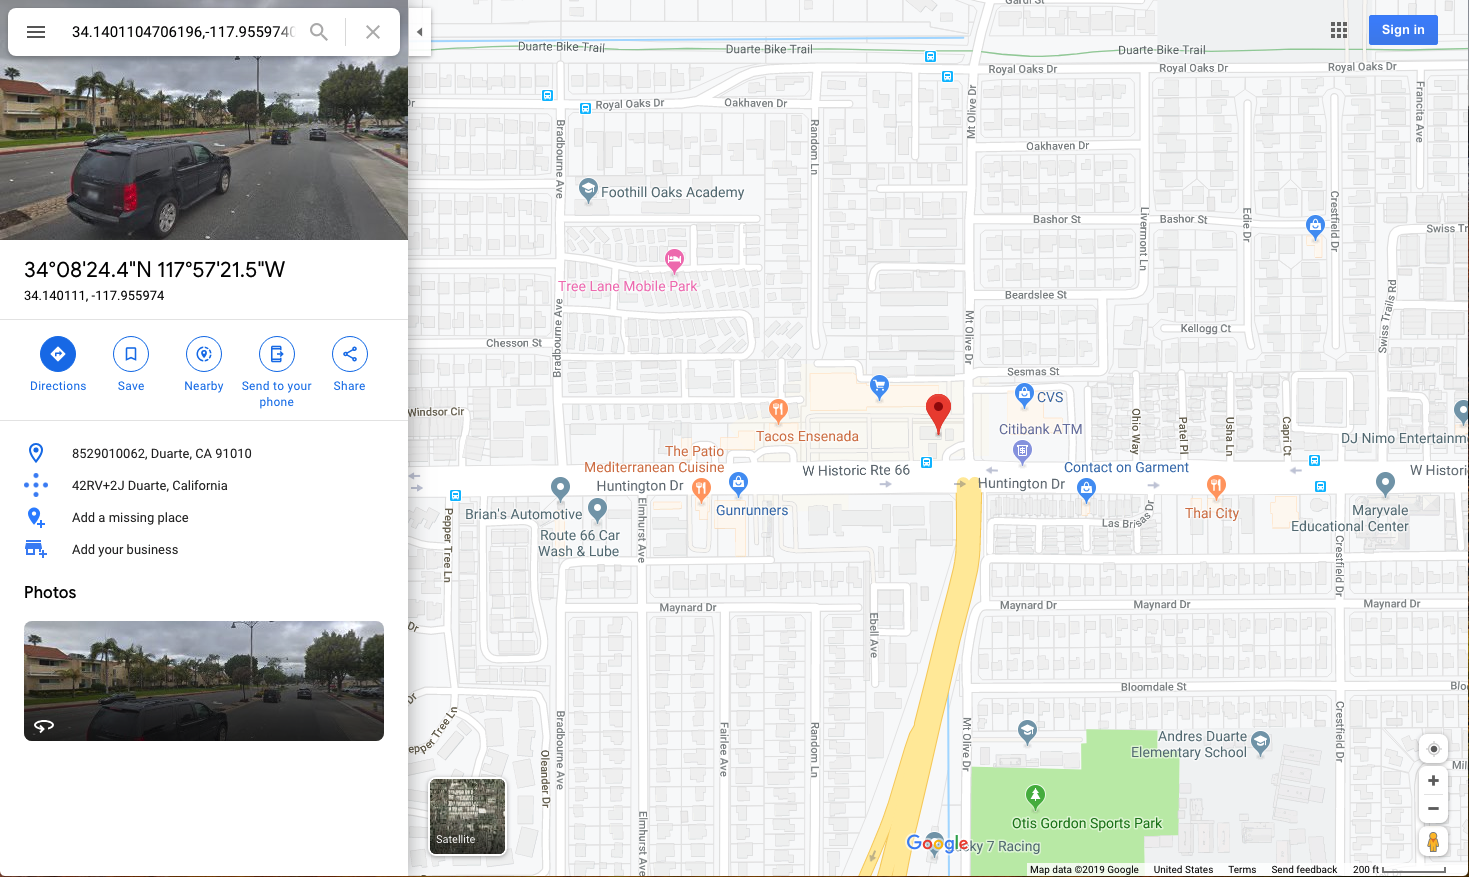 34.1401104706196,-117.955974
Sign in
34°08'24.4"N 117°57'21.5"W
34.140111, -117.955974
Directions
Save
Nearby
Send to your
phone
Share
8529010062, Duarte, CA 91010
42RV+2J Duarte, California
Add a missing place
Add your business
Photos
Gardi St
Duarte Bike Trail
Duarte Bike Trail
Duarte Bike Trail
Royal Oaks Dr
Royal Oaks Dr
Royal Oaks Dr
Royal Oaks Dr
Oakhaven Dr
Mt Olive Dr
Francita Ave
Bradbourne Ave
Random Ln
Oakhaven Dr
Foothill Oaks Academy
Bashor St
Bashor St
Livermont Ln
Edie Dr
Crestfield Dr
Swiss Tr
Tree Lane Mobile Park
Beardslee St
Swiss Trails Rd
Bradbourne Ave
Mt Olive Dr
Kellogg Ct
Chesson St
Sesmas St
CVS
Windsor Cir
Tacos Ensenada
Citibank ATM
Ohio Way
Patel Pl
Usha Ln
Capri Ct
DJ Nimo Entertainm
The Patio
Mediterranean Cuisine
W Historic Rte 66
Contact on Garment
W Histori
Huntington Dr
Huntington Dr
Gunrunners
Brian's Automotive
Thai City
Maryvale
Educational Center
Las Brisas Dr
Pepper Tree Ln
Elmhurst Ave
Route 66 Car
Wash & Lube
Crestfield Dr
Maynard Dr
Maynard Dr
Maynard Dr
Maynard Dr
Dr
Ebell Ave
Bloomdale St
Blo
Dr
epper Tree Ln
Oleander Dr
Bradbourne Ave
Fairlee Ave
Random Ln
Mt Olive Dr
Crestfield Dr
Andres Duarte
Elementary School
Mil
Elmhurst Ave
Otis Gordon Sports Park
Satellite
Google
cky 7 Racing
Map data ©2019 Google
United States
Terms
Send feedback
200 ft